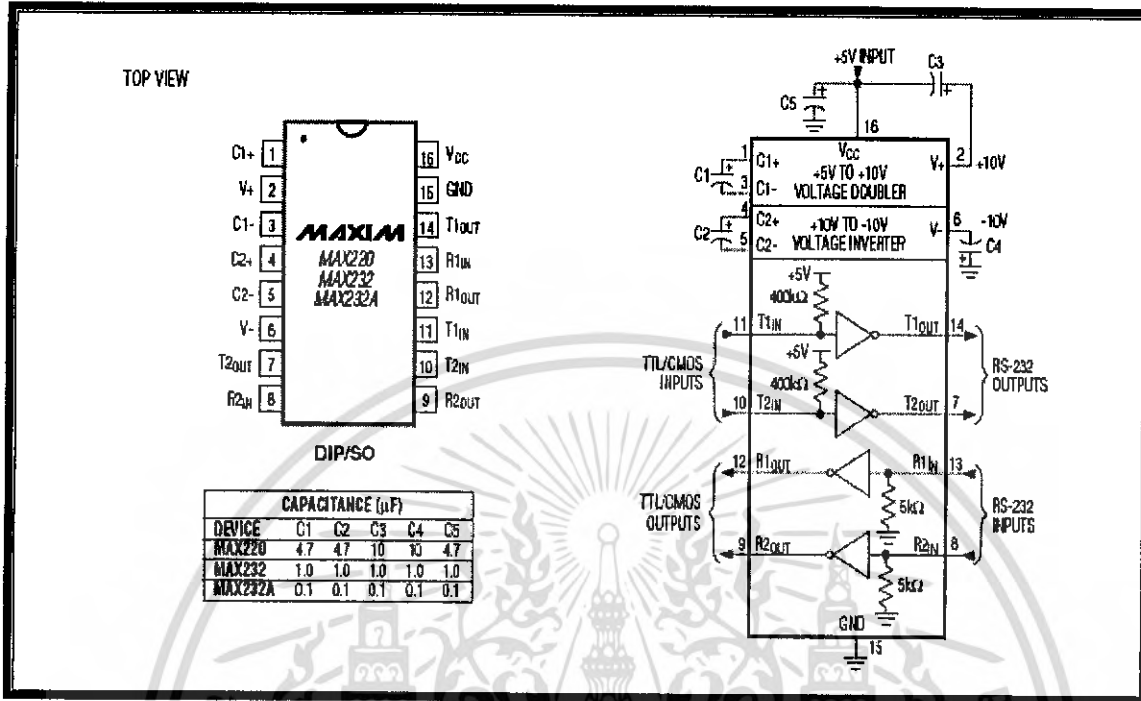 TOP VIEW
C1+ 1
V+ 2
C1- 3
C2+ 4
C2- 5
V- 6
T2OUT 7
R2IN 8
16 VCC
15 GND
14 T1OUT
13 R1IN
12 R1OUT
11 T1IN
10 T2IN
9 R2OUT
MAXIM
MAX220
MAX232
MAX232A
DIP/SO
CAPACITANCE (µF)
DEVICE C1 C2 C3 C4 C5
MAX220 4.7 4.7 10 10 4.7
MAX232 1.0 1.0 1.0 1.0 1.0
MAX232A 0.1 0.1 0.1 0.1 0.1
+5V INPUT
C3
C5
16
VCC
1 C1+
C1
3 C1-
+5V TO +10V
VOLTAGE DOUBLER
V+ 2 +10V
4 C2+
C2
5 C2-
+10V TO -10V
VOLTAGE INVERTER
V- 6 -10V
C4
+5V
400kΩ
11 T1IN
T1OUT 14
TTL/CMOS
INPUTS
+5V
400kΩ
RS-232
OUTPUTS
10 T2IN
T2OUT 7
12 R1OUT
R1IN 13
TTL/CMOS
OUTPUTS
5kΩ
RS-232
INPUTS
9 R2OUT
R2IN 8
5kΩ
GND
15